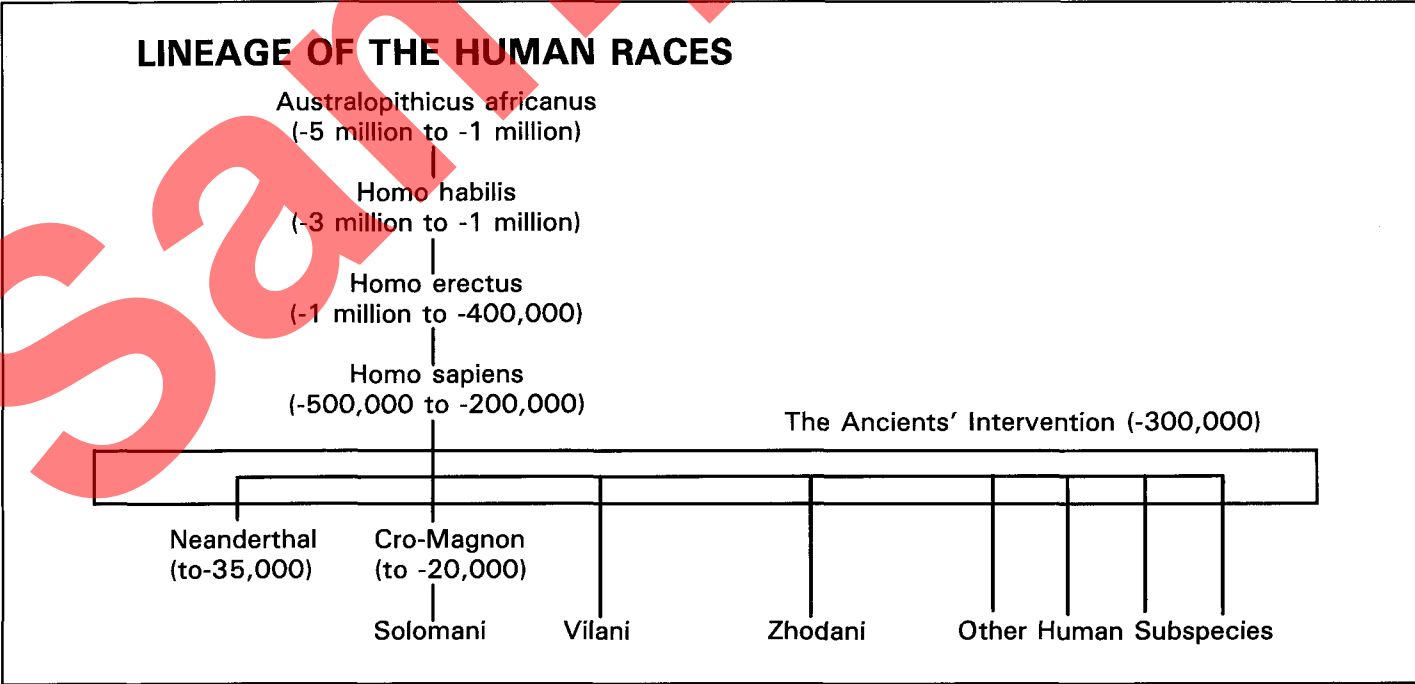 LINEAGE OF THE HUMAN RACES
Australopithicus africanus
(-5 million to -1 million)
Homo habilis
(-3 million to -1 million)
Homo erectus
(-1 million to -400,000)
Homo sapiens
(-500,000 to -200,000)
The Ancients' Intervention (-300,000)
Neanderthal
(to-35,000)
Cro-Magnon
(to -20,000)
Solomani
Vilani
Zhodani
Other Human Subspecies